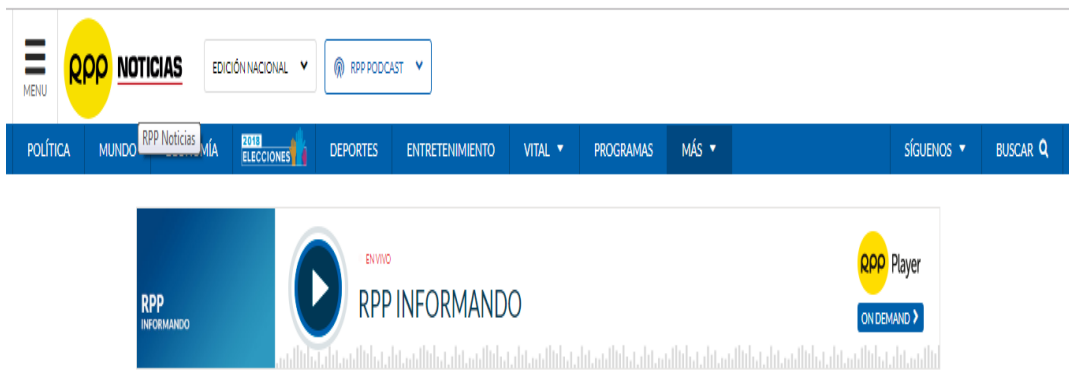 MENU
RPP NOTICIAS
EDICIÓN NACIONAL
RPP PODCAST
POLÍTICA MUNDO RPP Noticias 2018 ELECCIONES DEPORTES ENTRETENIMIENTO VITAL PROGRAMAS MÁS SÍGUENOS BUSCAR
RPP
INFORMANDO
EN VIVO
RPP INFORMANDO
RPP Player
ON DEMAND